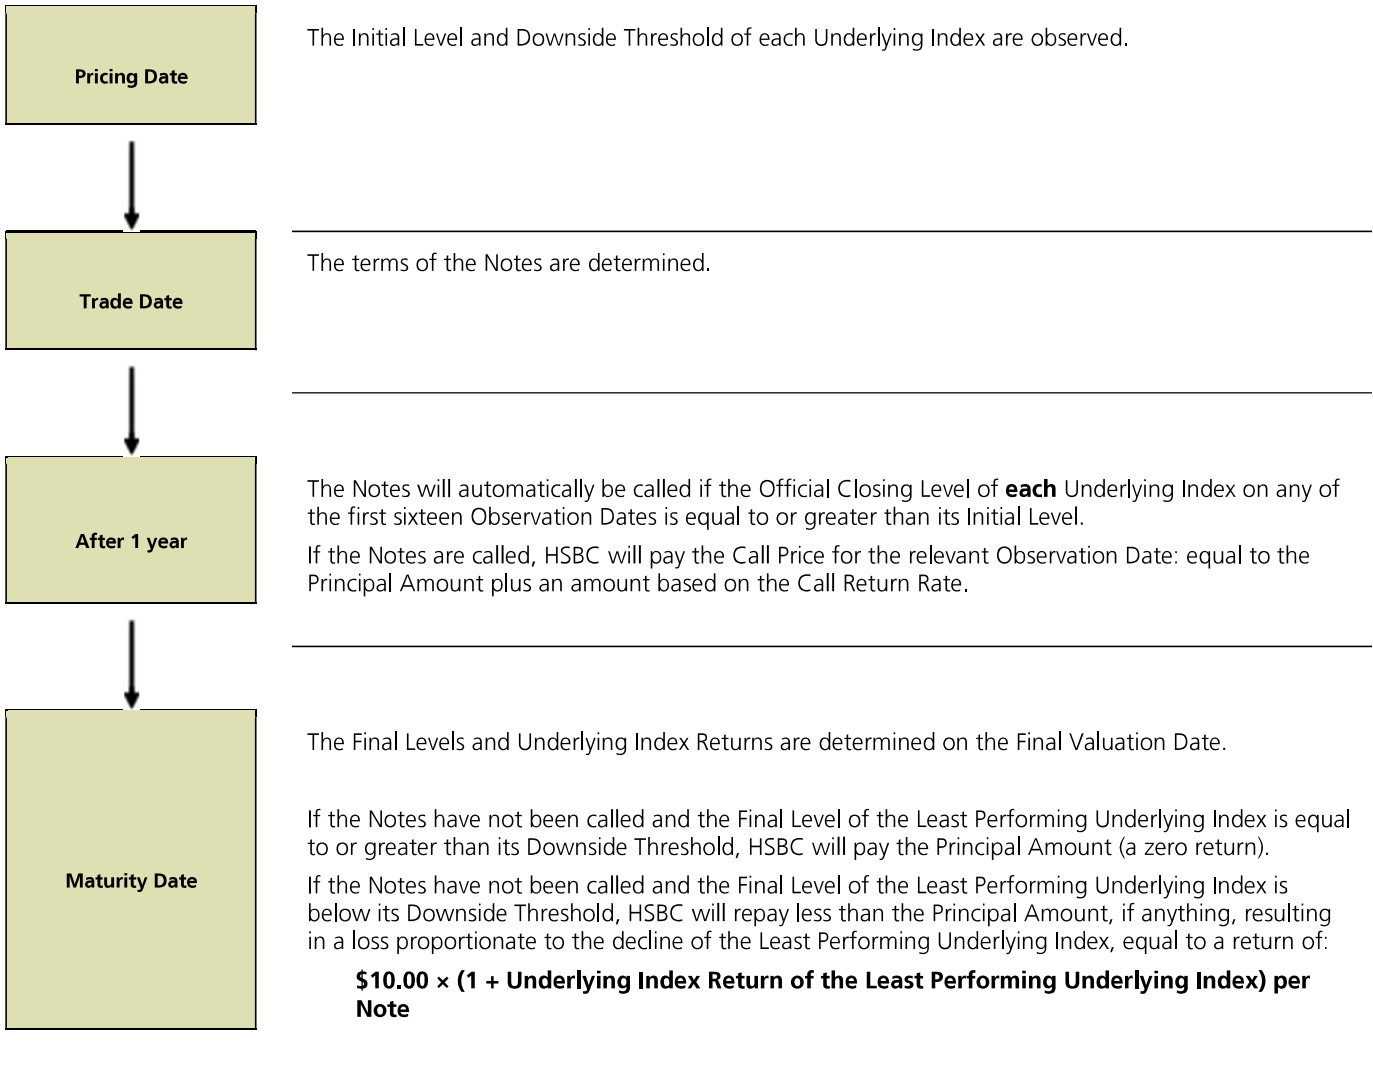 Pricing Date
The Initial Level and Downside Threshold of each Underlying Index are observed.
Trade Date
The terms of the Notes are determined.
After 1 year
The Notes will automatically be called if the Official Closing Level of each Underlying Index on any of
the first sixteen Observation Dates is equal to or greater than its Initial Level.
If the Notes are called, HSBC will pay the Call Price for the relevant Observation Date: equal to the
Principal Amount plus an amount based on the Call Return Rate.
Maturity Date
The Final Levels and Underlying Index Returns are determined on the Final Valuation Date.
If the Notes have not been called and the Final Level of the Least Performing Underlying Index is equal
to or greater than its Downside Threshold, HSBC will pay the Principal Amount (a zero return).
If the Notes have not been called and the Final Level of the Least Performing Underlying Index is
below its Downside Threshold, HSBC will repay less than the Principal Amount, if anything, resulting
in a loss proportionate to the decline of the Least Performing Underlying Index, equal to a return of:
$10.00 × (1 + Underlying Index Return of the Least Performing Underlying Index) per
Note